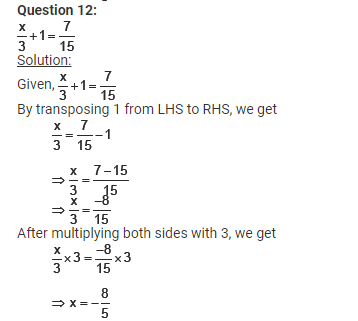 Question 12:
x/3+1=7/15
Solution:
Given, x/3+1=7/15
By transposing 1 from LHS to RHS, we get
x/3=7/15-1
⇒ x/3=7-15/15
⇒ x/3=-8/15
After multiplying both sides with 3, we get
x/3×3=-8/15×3
⇒ x=-8/5